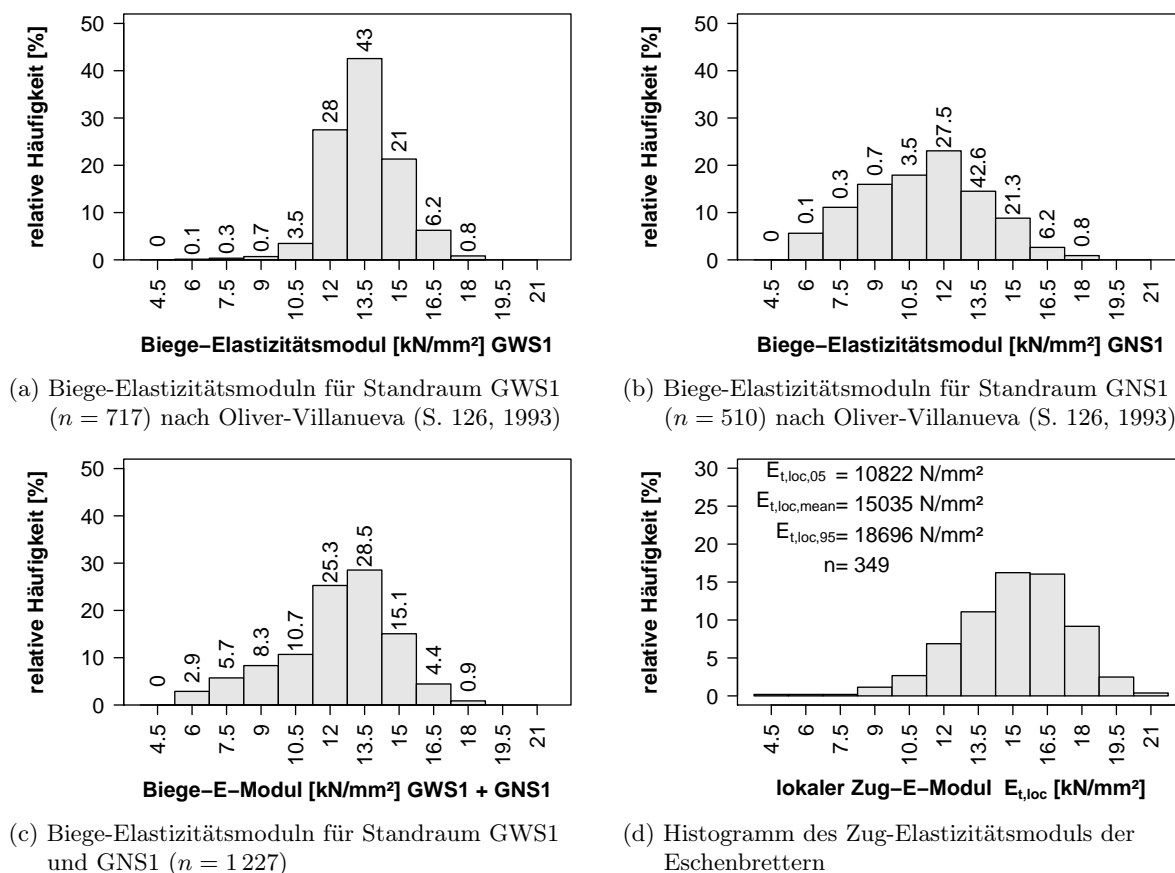 relative Häufigkeit [%]
50
40
30
20
10
0
0 0.1 0.3 0.7 3.5 28 43 21 6.2 0.8
4.5 6 7.5 9 10.5 12 13.5 15 16.5 18 19.5 21
Biege−Elastizitätsmodul [kN/mm²] GWS1
(a) Biege-Elastizitätsmoduln für Standraum GWS1
(n = 717) nach Oliver-Villanueva (S. 126, 1993)
relative Häufigkeit [%]
50
40
30
20
10
0
0 0.1 0.3 0.7 3.5 27.5 42.6 21.3 6.2 0.8
4.5 6 7.5 9 10.5 12 13.5 15 16.5 18 19.5 21
Biege−Elastizitätsmodul [kN/mm²] GNS1
(b) Biege-Elastizitätsmoduln für Standraum GNS1
(n = 510) nach Oliver-Villanueva (S. 126, 1993)
relative Häufigkeit [%]
50
40
30
20
10
0
0 2.9 5.7 8.3 10.7 25.3 28.5 15.1 4.4 0.9
4.5 6 7.5 9 10.5 12 13.5 15 16.5 18 19.5 21
Biege−E−Modul [kN/mm²] GWS1 + GNS1
(c) Biege-Elastizitätsmoduln für Standraum GWS1
und GNS1 (n = 1 227)
relative Häufigkeit [%]
30
25
20
15
10
5
0
E t,loc,05 = 10822 N/mm²
E t,loc,mean = 15035 N/mm²
E t,loc,95 = 18696 N/mm²
n= 349
4.5 6 7.5 9 10.5 12 13.5 15 16.5 18 19.5 21
lokaler Zug−E−Modul E t,loc [kN/mm²]
(d) Histogramm des Zug-Elastizitätsmoduls der
Eschenbrettern